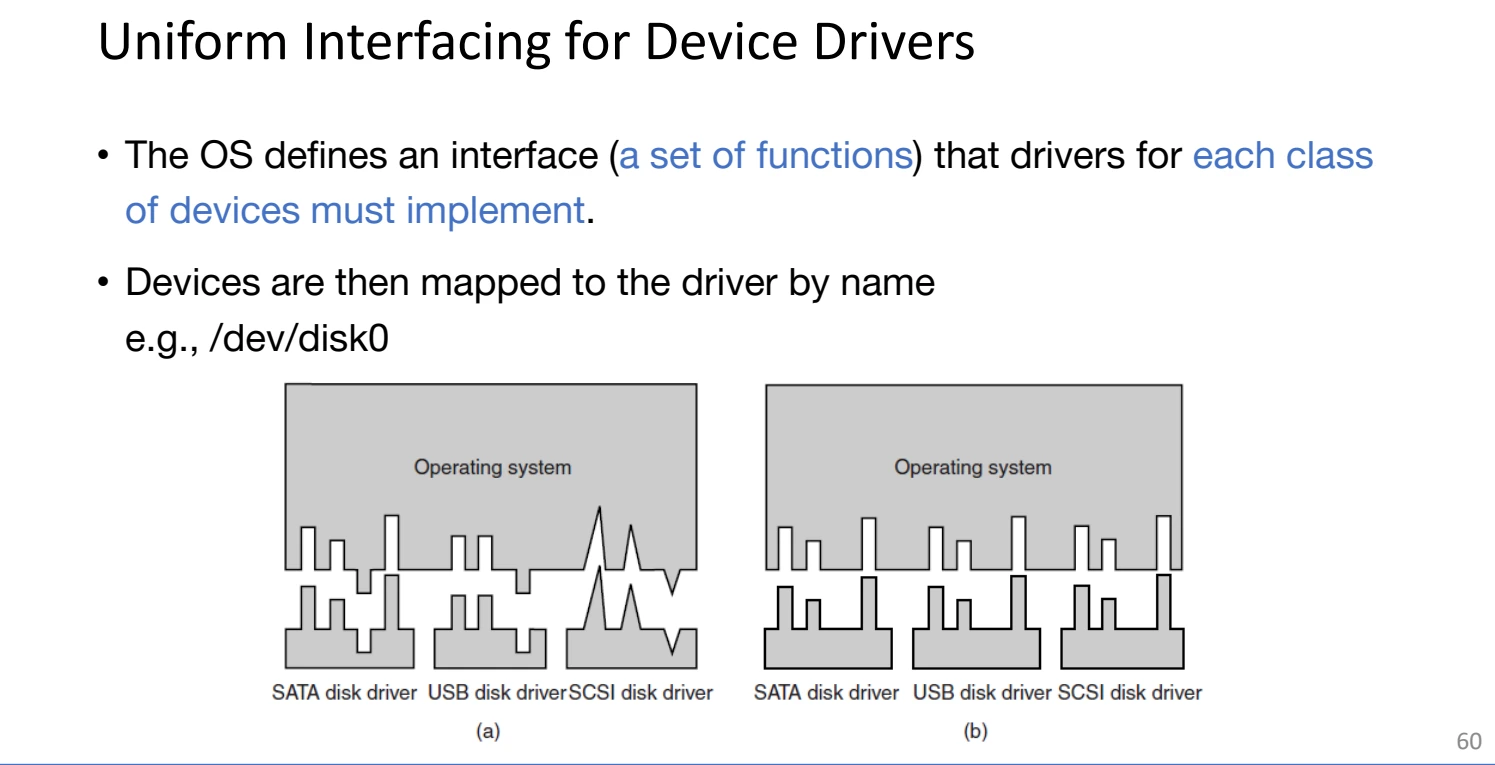 Uniform Interfacing for Device Drivers
• The OS defines an interface (a set of functions) that drivers for each class
of devices must implement.
• Devices are then mapped to the driver by name
e.g., /dev/disk0
Operating system
SATA disk driver USB disk driver SCSI disk driver
(a)
Operating system
SATA disk driver USB disk driver SCSI disk driver
(b)
60